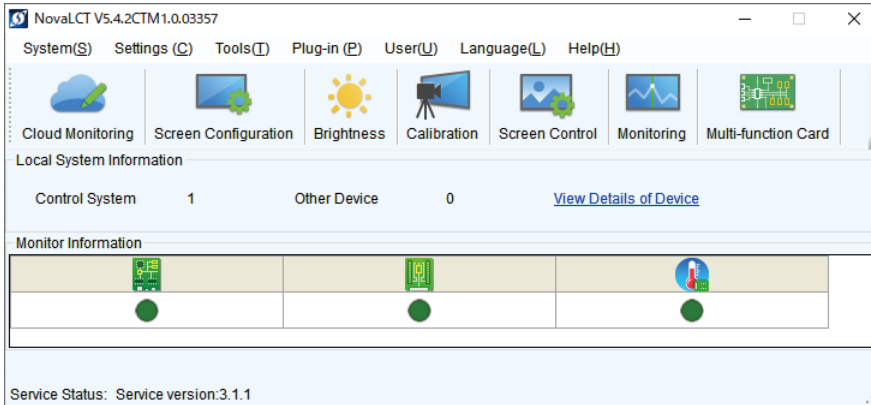 NovaLCT V5.4.2CTM1.0.03357
System(S) Settings (C) Tools(T) Plug-in (P) User(U) Language(L) Help(H)
Cloud Monitoring Screen Configuration Brightness Calibration Screen Control Monitoring Multi-function Card
Local System Information
Control System 1 Other Device 0 View Details of Device
Monitor Information
Service Status: Service version:3.1.1